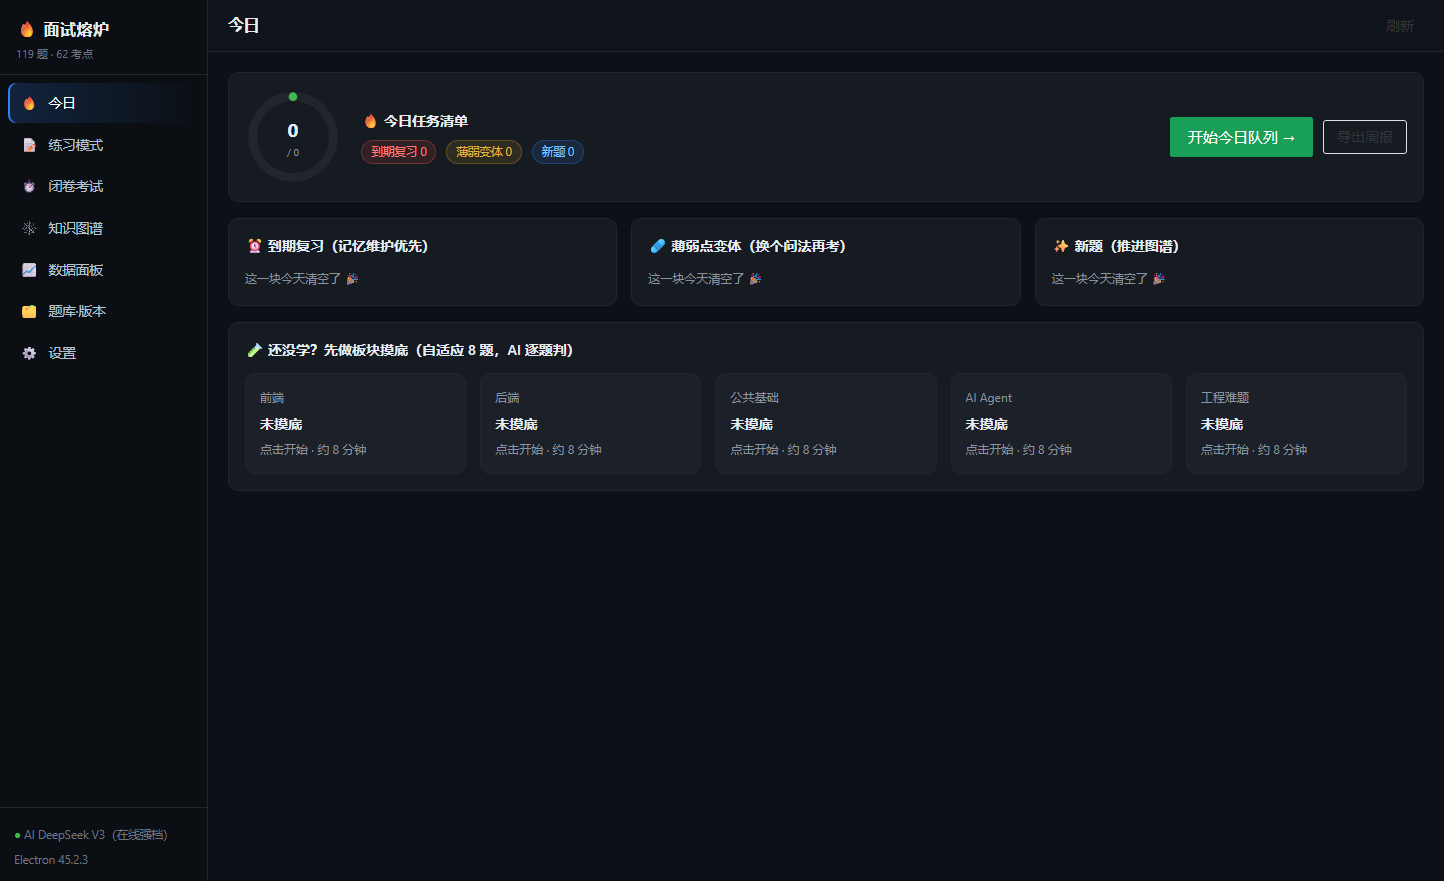 面试熔炉
119 题 · 62 考点
今日
练习模式
闭卷考试
知识图谱
数据面板
题库·版本
设置
AI DeepSeek V3（在线强档）
Electron 45.2.3
今日
刷新
0
/ 0
今日任务清单
到期复习 0 薄弱变体 0 新题 0
开始今日队列 →
导出周报
到期复习（记忆维护优先）
这一块今天清空了
薄弱点变体（换个问法再考）
这一块今天清空了
新题（推进图谱）
这一块今天清空了
还没学？先做板块摸底（自适应 8 题，AI 逐题判）
前端
未摸底
点击开始 · 约 8 分钟
后端
未摸底
点击开始 · 约 8 分钟
公共基础
未摸底
点击开始 · 约 8 分钟
AI Agent
未摸底
点击开始 · 约 8 分钟
工程难题
未摸底
点击开始 · 约 8 分钟